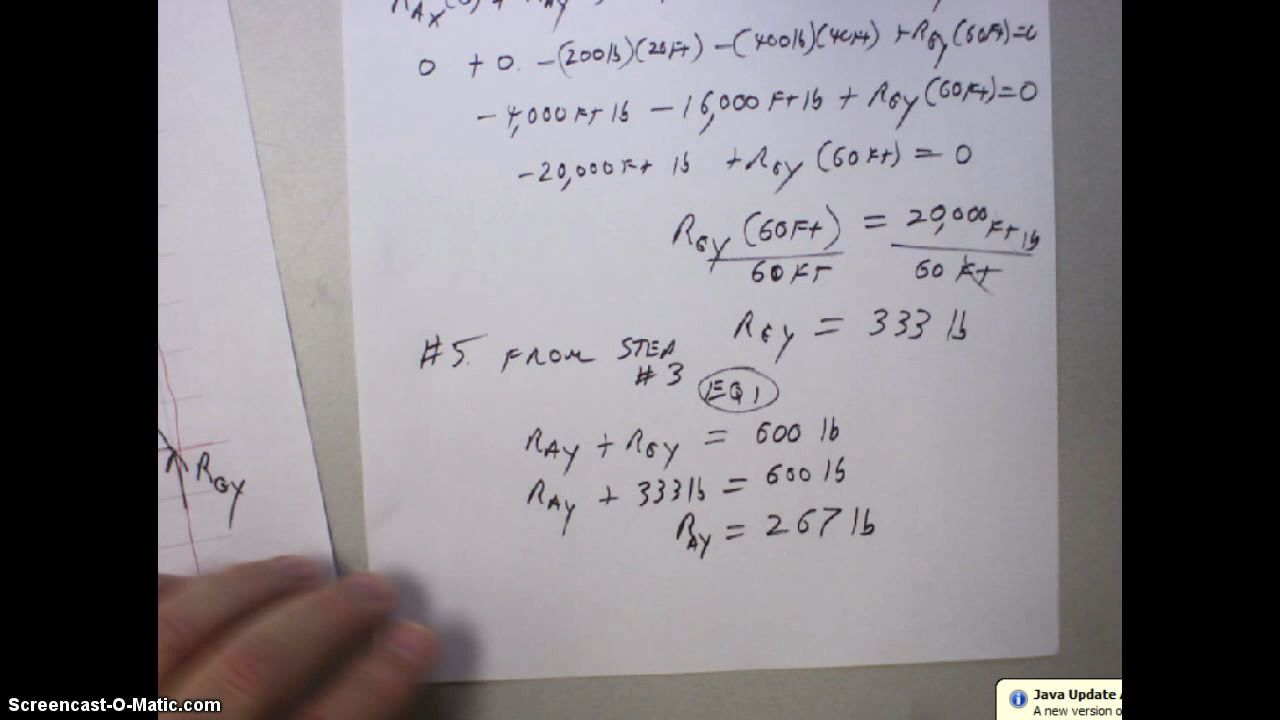 0 + 0. -(200lb)(20Ft) -(400lb)(40Ft) +RGY(60Ft)=0
-4,000 Ft lb - 16,000 Ft lb + RGY(60Ft)=0
-20,000 Ft lb +RGY(60Ft) = 0
RGY(60Ft) = 20,000 Ft lb
60 Ft 60 Ft
RGY = 333 lb
#5. FROM STEP
#3
EQ 1
RAY + RGY = 600 lb
RAY + 333 lb = 600 lb
RAY = 267 lb
RGY
Screencast-O-Matic.com
Java Update
A new version